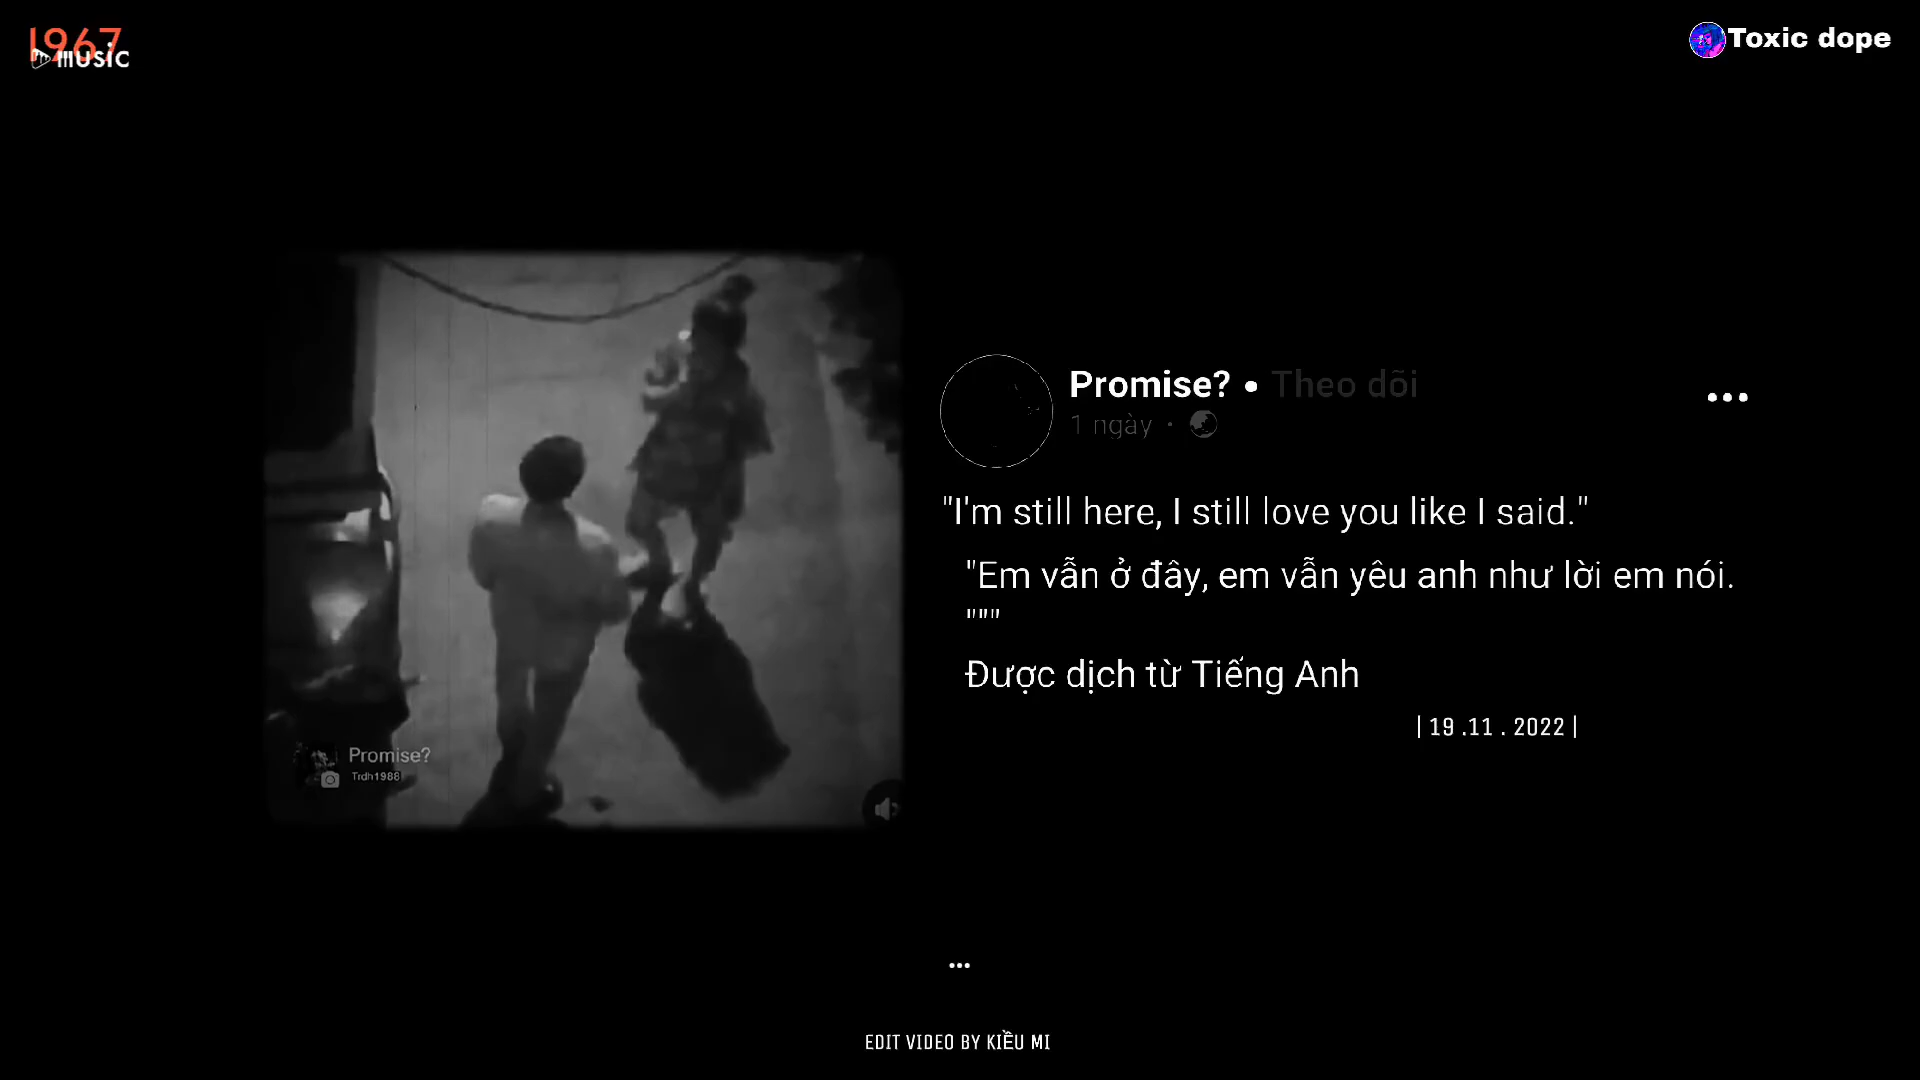 1967
music
Toxic dope
Promise? • Theo dõi
1 ngày ·
"I'm still here, I still love you like I said."
"Em vẫn ở đây, em vẫn yêu anh như lời em nói.
"""
Được dịch từ Tiếng Anh
| 19 .11 . 2022 |
Promise?
Trdh1988
...
EDIT VIDEO BY KIỀU MI